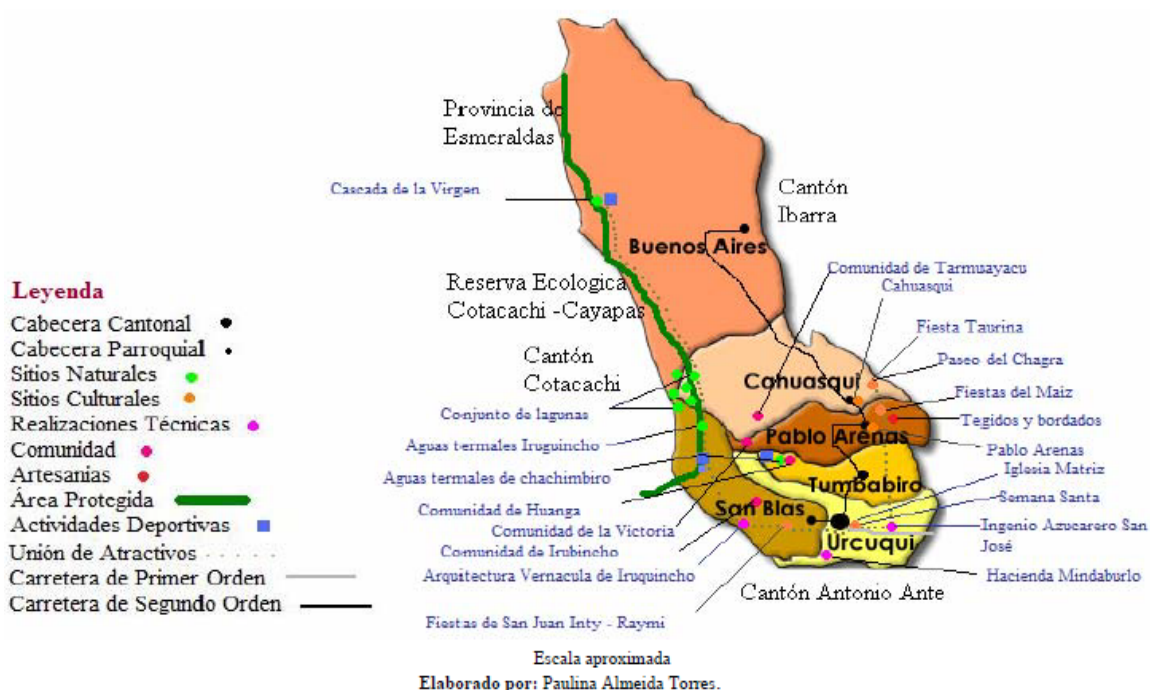 Provincia de
Esmeraldas
Cascada de la Virgen
Cantón
Ibarra
Buenos Aires
Comunidad de Tarmuayacu
Cahuasqui
Reserva Ecologica
Cotacachi -Cayapas
Fiesta Taurina
Paseo del Chagra
Cantón
Cotacachi
Cahuasqui
Fiestas del Maiz
Conjunto de lagunas
Tegidos y bordados
Pablo Arenas
Aguas termales Iruguincho
Pablo Arenas
Iglesia Matriz
Aguas termales de chachimbiro
Tumbabiro
Semana Santa
Comunidad de Huanga
San Blas
Comunidad de la Victoria
Ingenio Azucarero San
José
Urcuqui
Comunidad de Irubincho
Arquitectura Vernacula de Iruquincho
Hacienda Mindaburlo
Cantón Antonio Ante
Fiestas de San Juan Inty - Raymi
Leyenda
Cabecera Cantonal
Cabecera Parroquial
Sitios Naturales
Sitios Culturales
Realizaciones Técnicas
Comunidad
Artesanías
Área Protegida
Actividades Deportivas
Unión de Atractivos
Carretera de Primer Orden
Carretera de Segundo Orden
Escala aproximada
Elaborado por: Paulina Almeida Torres.